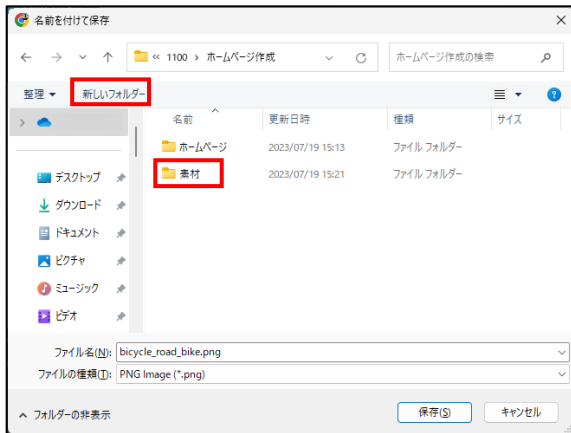 名前を付けて保存
« 1100 › ホームページ作成
ホームページ作成の検索
整理 新しいフォルダー
名前 更新日時 種類 サイズ
ホームページ 2023/07/19 15:13 ファイル フォルダー
素材 2023/07/19 15:21 ファイル フォルダー
デスクトップ
ダウンロード
ドキュメント
ピクチャ
ミュージック
ビデオ
ファイル名(N): bicycle_road_bike.png
ファイルの種類(T): PNG Image (*.png)
フォルダーの非表示 保存(S) キャンセル